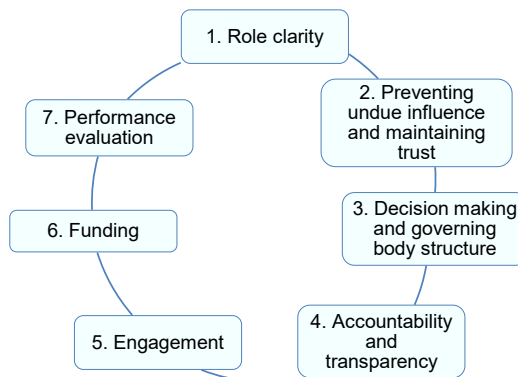 1. Role clarity
2. Preventing
undue influence
and maintaining
trust
3. Decision making
and governing
body structure
4. Accountability
and
transparency
5. Engagement
6. Funding
7. Performance
evaluation